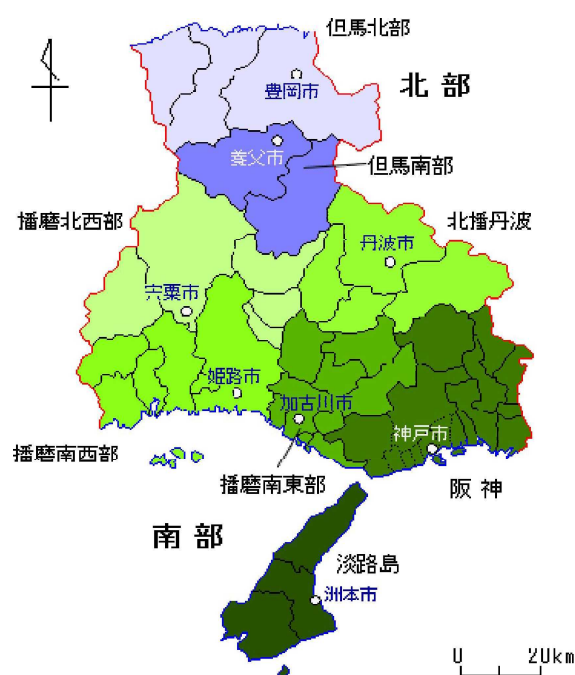 但馬北部
豊岡市
北部
養父市
但馬南部
播磨北西部
北播丹波
丹波市
宍粟市
姫路市
加古川市
神戸市
播磨南西部
播磨南東部
阪神
南部
淡路島
洲本市
0 20km